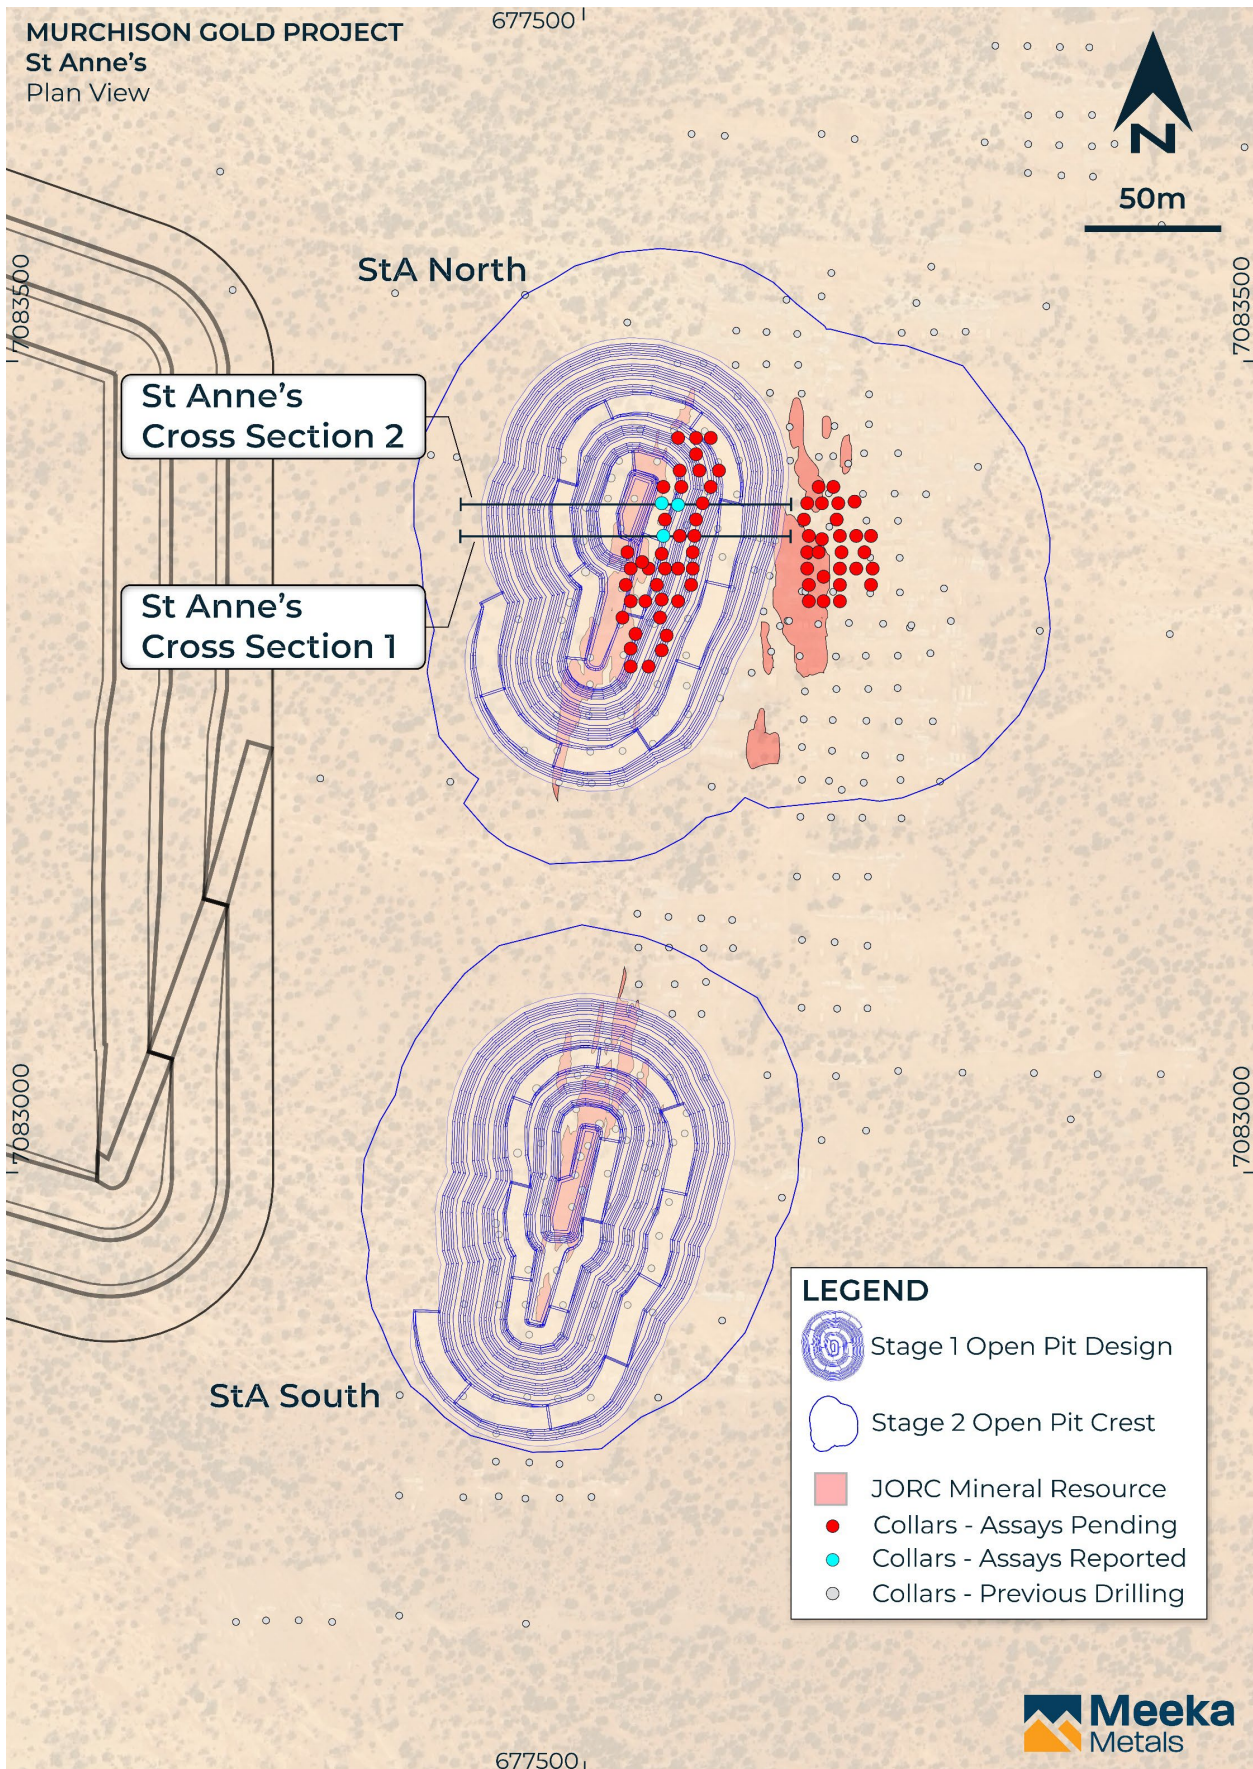 MURCHISON GOLD PROJECT
St Anne's
Plan View
677500
N
50m
7083500
7083500
StA North
St Anne's
Cross Section 2
St Anne's
Cross Section 1
7083000
7083000
StA South
LEGEND
Stage 1 Open Pit Design
Stage 2 Open Pit Crest
JORC Mineral Resource
Collars - Assays Pending
Collars - Assays Reported
Collars - Previous Drilling
677500
Meeka
Metals